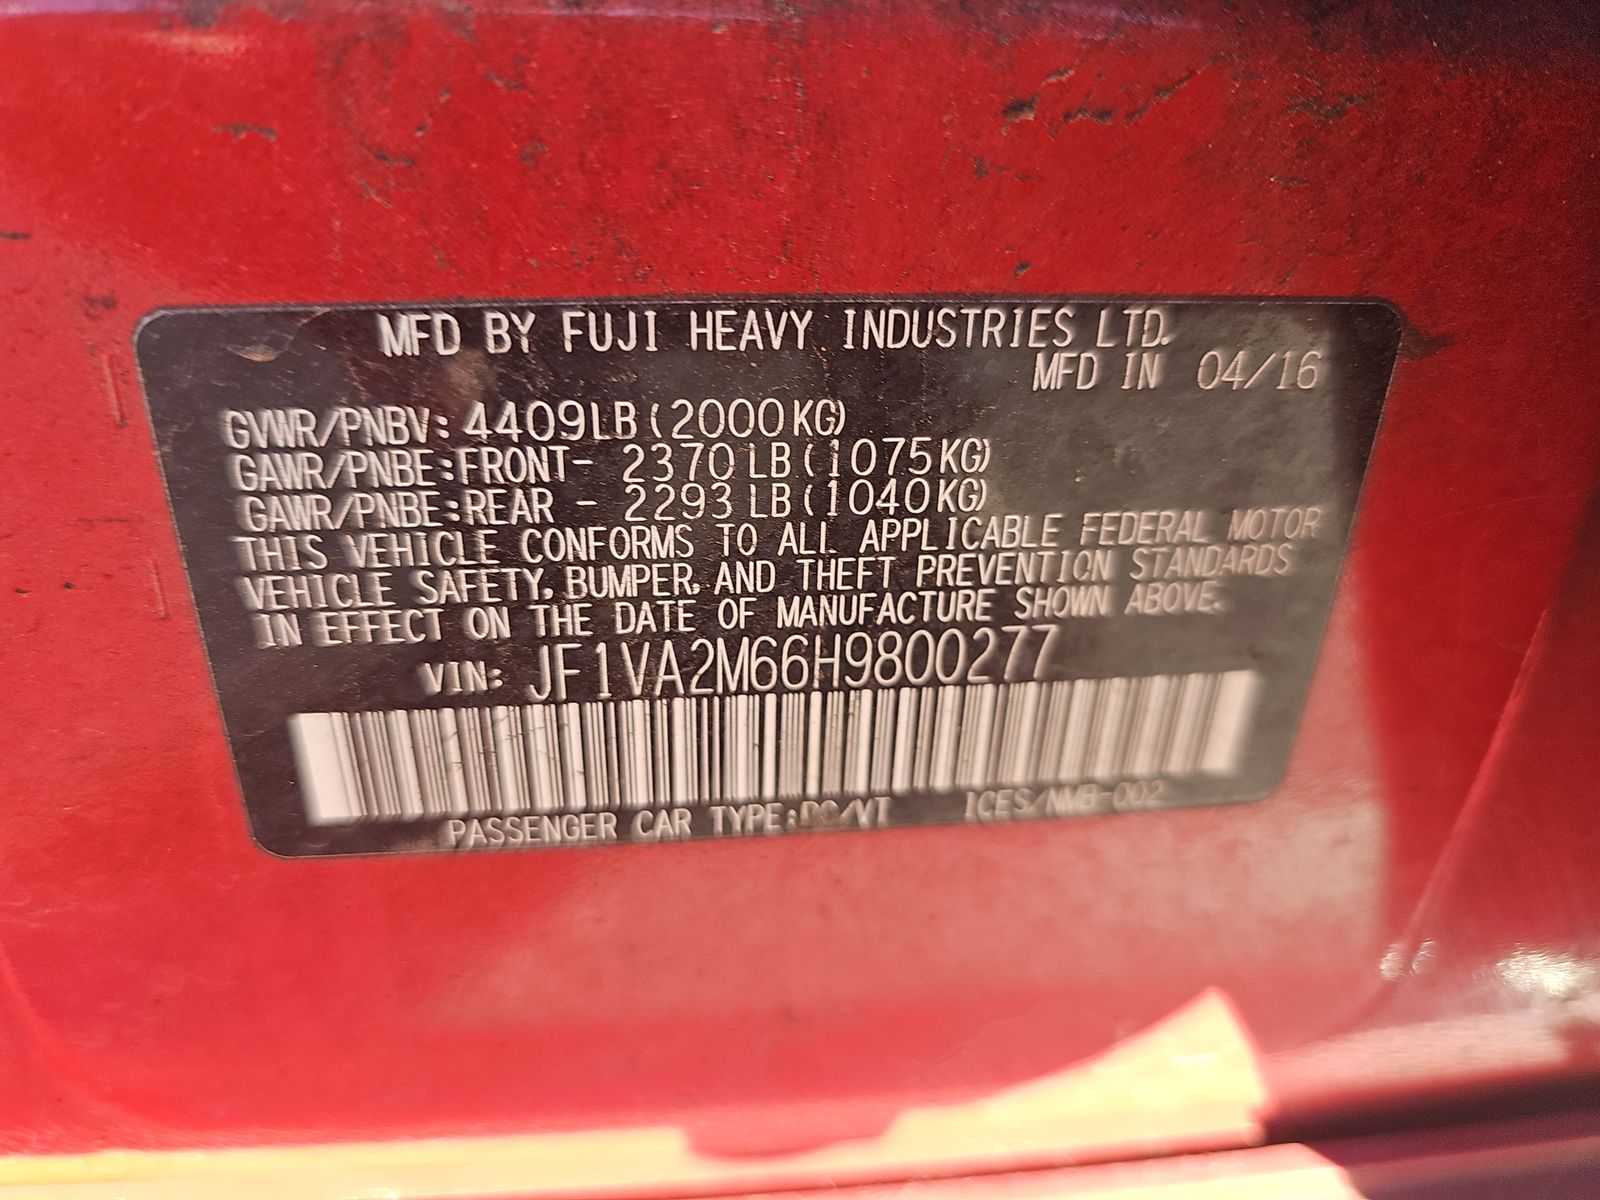 MFD BY FUJI HEAVY INDUSTRIES LTD.
MFD IN 04/16
GVWR/PNBV: 4409LB (2000KG)
GAWR/PNBE:FRONT- 2370LB (1075KG)
GAWR/PNBE:REAR - 2293LB (1040KG)
THIS VEHICLE CONFORMS TO ALL APPLICABLE FEDERAL MOTOR
VEHICLE SAFETY, BUMPER, AND THEFT PREVENTION STANDARDS
IN EFFECT ON THE DATE OF MANUFACTURE SHOWN ABOVE.
VIN: JF1VA2M66H9800277
PASSENGER CAR TYPE: ICES/NMB-002